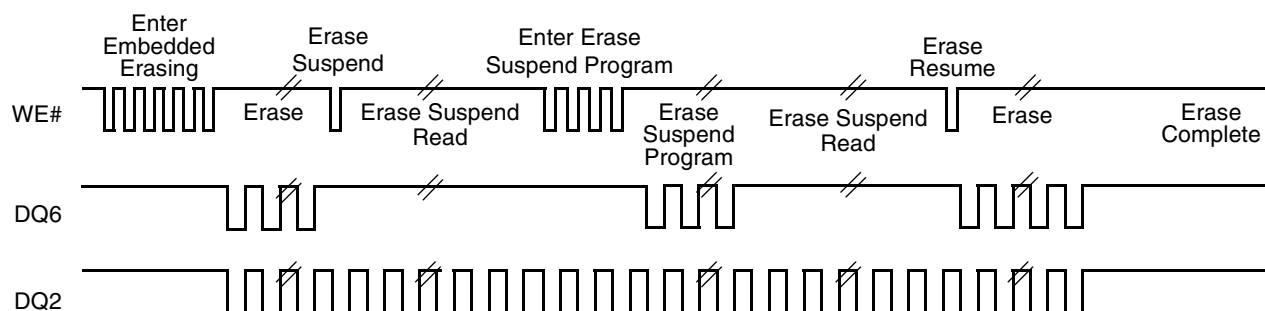 Enter
Embedded
Erasing
Erase
Suspend
Enter Erase
Suspend Program
Erase
Resume
WE#
Erase
Erase Suspend
Read
Erase
Suspend
Program
Erase Suspend
Read
Erase
Erase
Complete
DQ6
DQ2